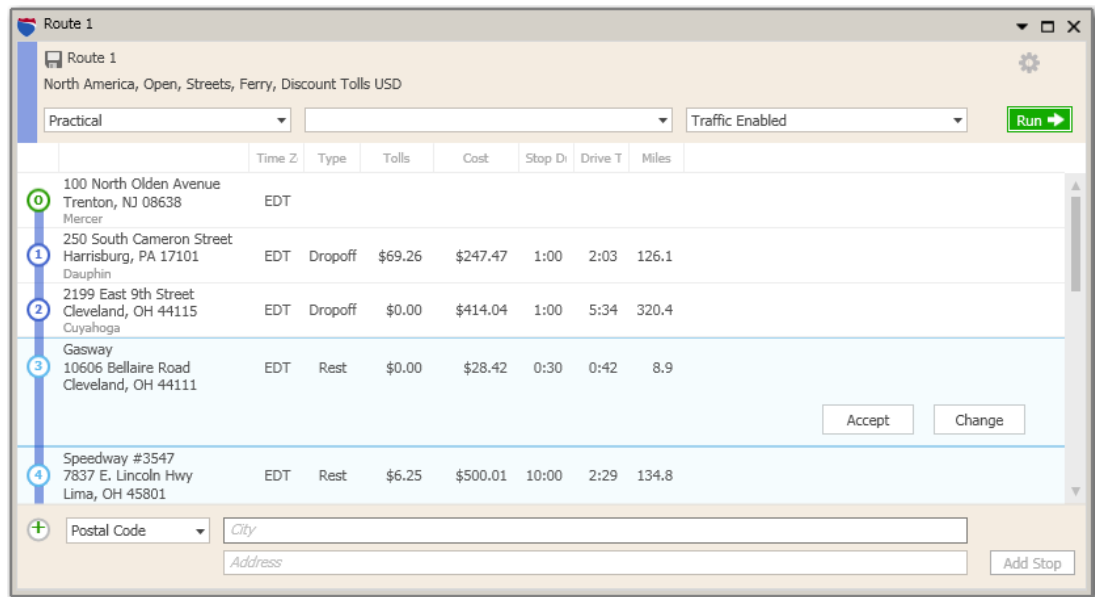 Route 1
Route 1
North America, Open, Streets, Ferry, Discount Tolls USD
Practical
Traffic Enabled
Run
Time Z Type Tolls Cost Stop D Drive T Miles
0
100 North Olden Avenue
Trenton, NJ 08638 EDT
Mercer
1
250 South Cameron Street
Harrisburg, PA 17101 EDT Dropoff $69.26 $247.47 1:00 2:03 126.1
Dauphin
2
2199 East 9th Street
Cleveland, OH 44115 EDT Dropoff $0.00 $414.04 1:00 5:34 320.4
Cuyahoga
3
Gasway
10606 Bellaire Road EDT Rest $0.00 $28.42 0:30 0:42 8.9
Cleveland, OH 44111
Accept Change
4
Speedway #3547
7837 E. Lincoln Hwy EDT Rest $6.25 $500.01 10:00 2:29 134.8
Lima, OH 45801
Postal Code City
Address Add Stop